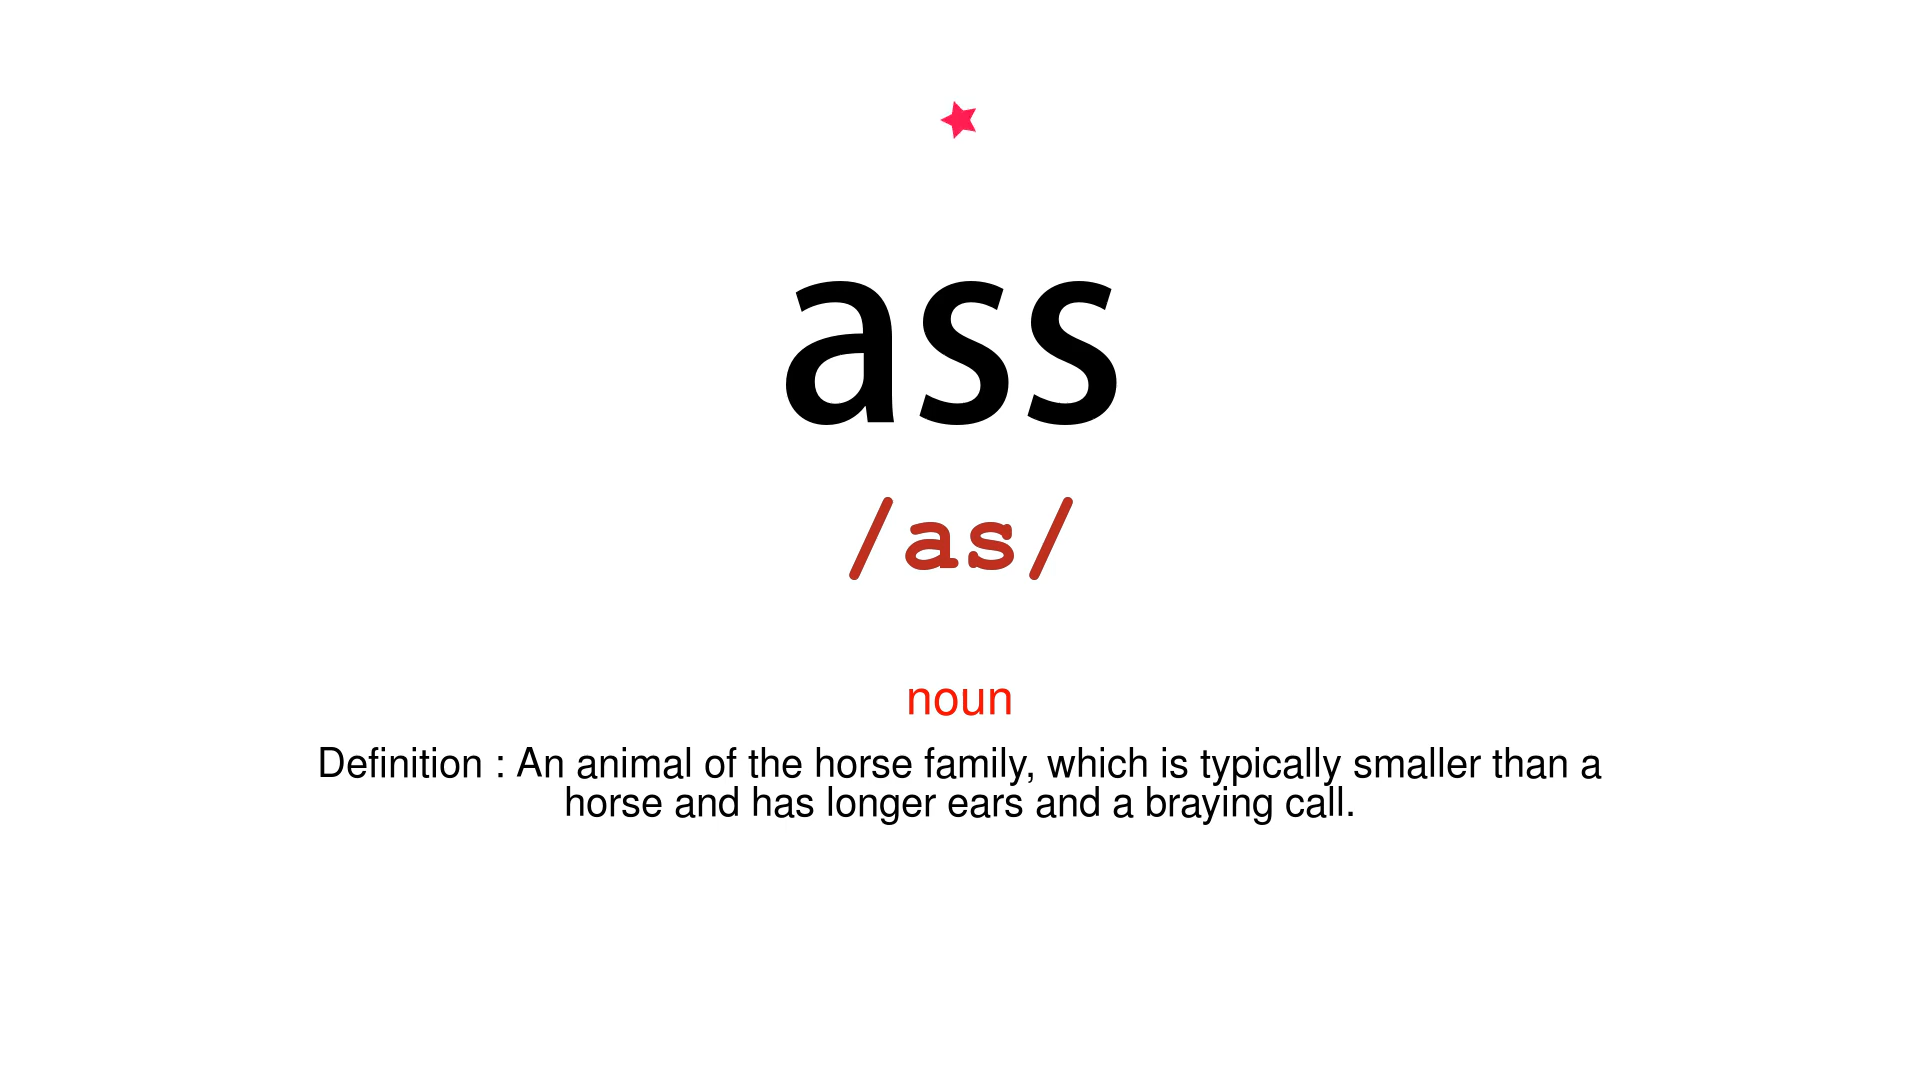 ass
/as/
noun
Definition : An animal of the horse family, which is typically smaller than a
horse and has longer ears and a braying call.